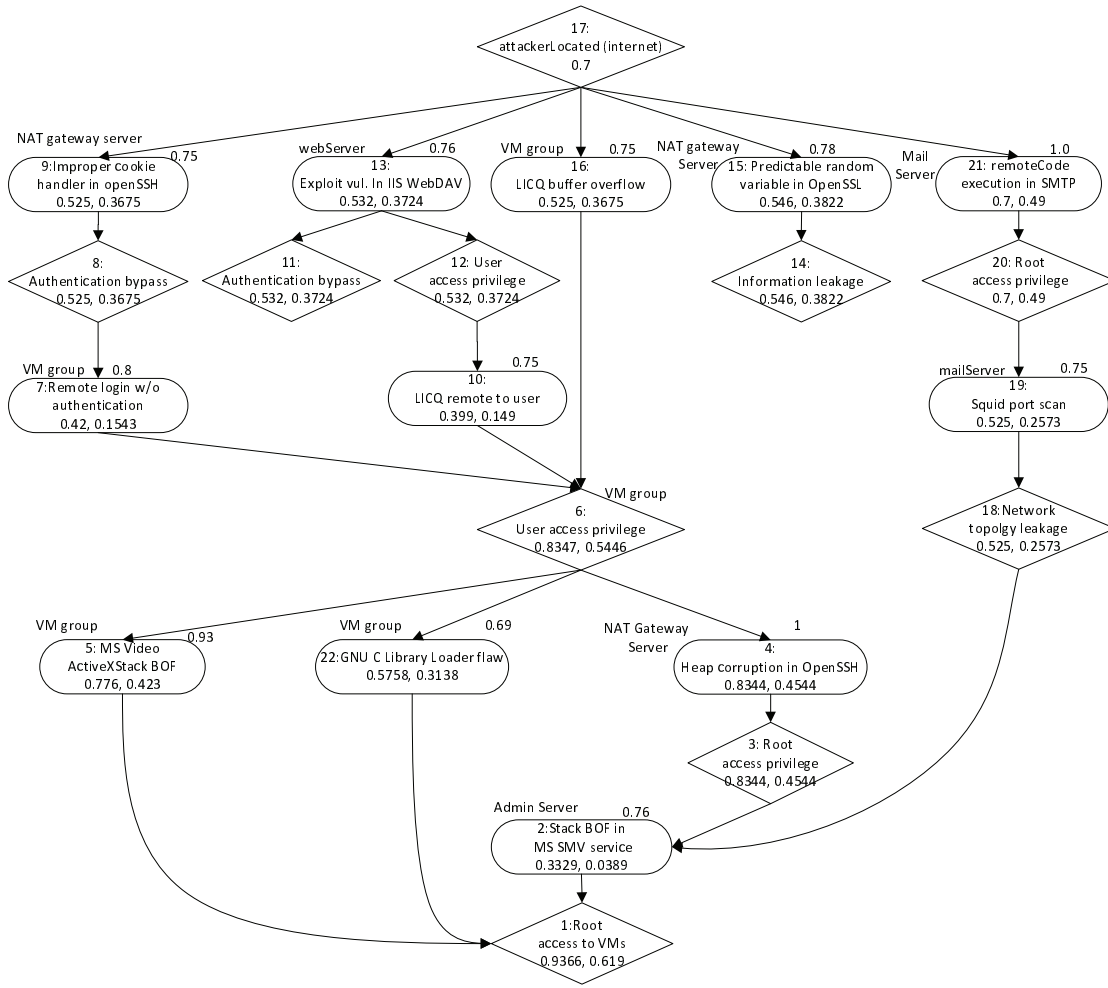 17:
attackerLocated (internet)
0.7
NAT gateway server
0.75
9:Improper cookie
handler in openSSH
0.525, 0.3675
webServer
0.76
13:
Exploit vul. In IIS WebDAV
0.532, 0.3724
VM group
0.75
16:
LICQ buffer overflow
0.525, 0.3675
NAT gateway
Server
0.78
15: Predictable random
variable in OpenSSL
0.546, 0.3822
Mail
Server
1.0
21: remoteCode
execution in SMTP
0.7, 0.49
8:
Authentication bypass
0.525, 0.3675
11:
Authentication bypass
0.532, 0.3724
12: User
access privilege
0.532, 0.3724
14:
Information leakage
0.546, 0.3822
20: Root
access privilege
0.7, 0.49
VM group
0.8
7:Remote login w/o
authentication
0.42, 0.1543
0.75
10:
LICQ remote to user
0.399, 0.149
mailServer
0.75
19:
Squid port scan
0.525, 0.2573
VM group
6:
User access privilege
0.8347, 0.5446
18:Network
topolgy leakage
0.525, 0.2573
VM group
0.93
5: MS Video
ActiveXStack BOF
0.776, 0.423
VM group
0.69
22:GNU C Library Loader flaw
0.5758, 0.3138
NAT Gateway
Server
1
4:
Heap corruption in OpenSSH
0.8344, 0.4544
3: Root
access privilege
0.8344, 0.4544
Admin Server
0.76
2:Stack BOF in
MS SMV service
0.3329, 0.0389
1:Root
access to VMs
0.9366, 0.619